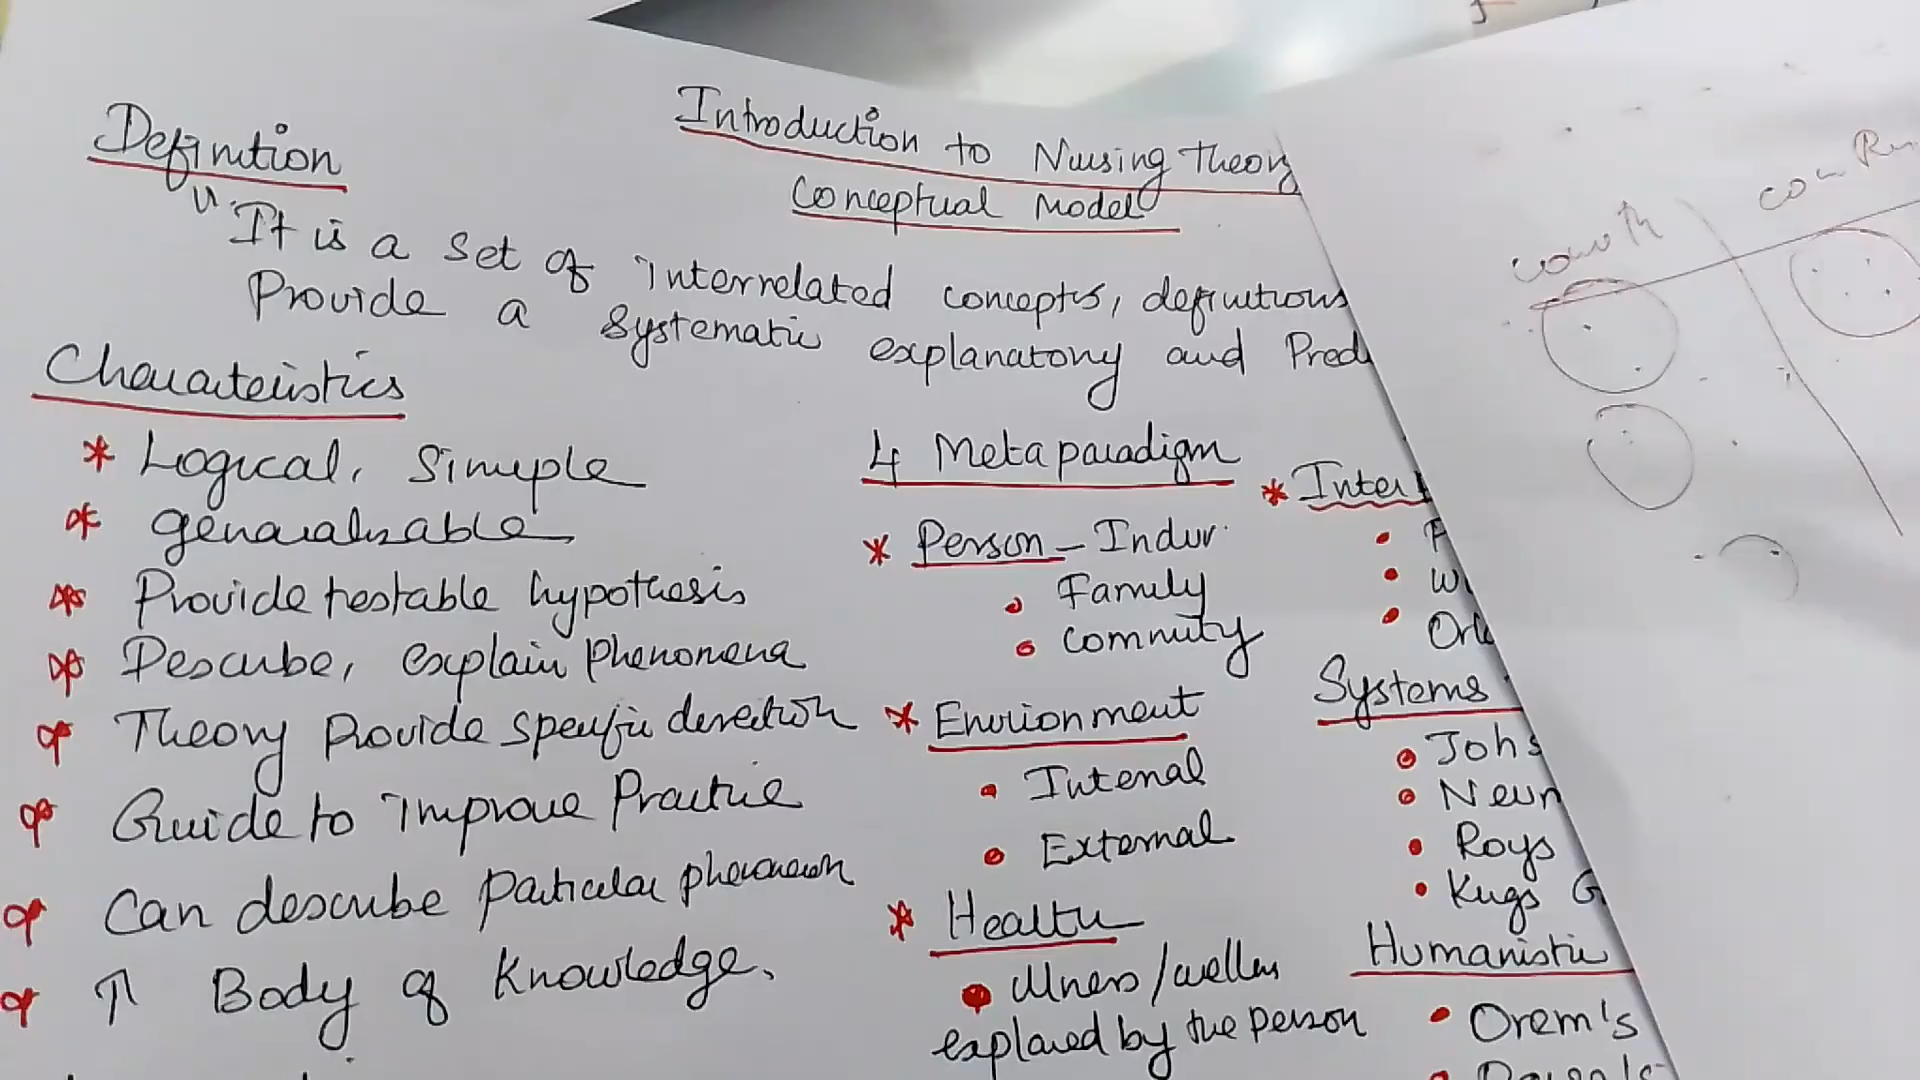 Introduction to Nursing Theory
Conceptual Model
Definition
"It is a set of interrelated concepts, definitions
Provide a systematic explanatory and Pred
Characteristics
* Logical, Simple
* generalizable
* Provide testable hypothesis
* Describe, explain phenomena
* Theory provide specific direction
* Guide to improve Practice
* Can describe particular phenomenon
* ↑ Body of Knowledge.
4 Metaparadigm
* Person - Indivi
• Family
• Commuty
* Environment
• Internal
• External
* Health
• illness/wellness
explained by the person
* Inter
Systems
• Johs
• Neum
• Roys
• Kings G
Humanistic
• Orem's